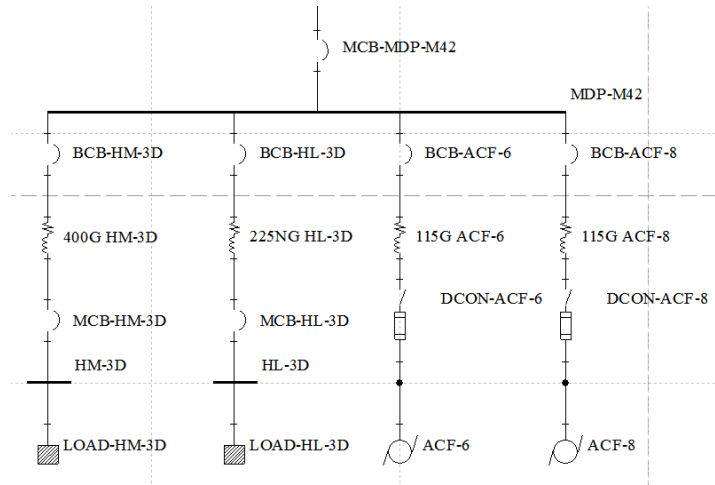 MCB-MDP-M42
MDP-M42
BCB-HM-3D
BCB-HL-3D
BCB-ACF-6
BCB-ACF-8
400G HM-3D
225NG HL-3D
115G ACF-6
115G ACF-8
DCON-ACF-6
DCON-ACF-8
MCB-HM-3D
MCB-HL-3D
HM-3D
HL-3D
LOAD-HM-3D
LOAD-HL-3D
ACF-6
ACF-8